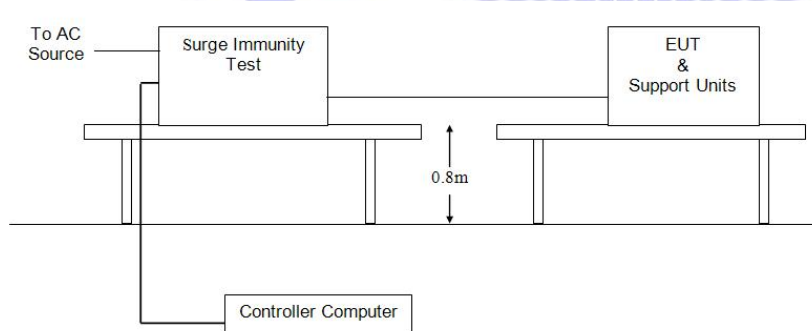 To AC
Source
Surge Immunity
Test
EUT
&
Support Units
0.8m
Controller Computer